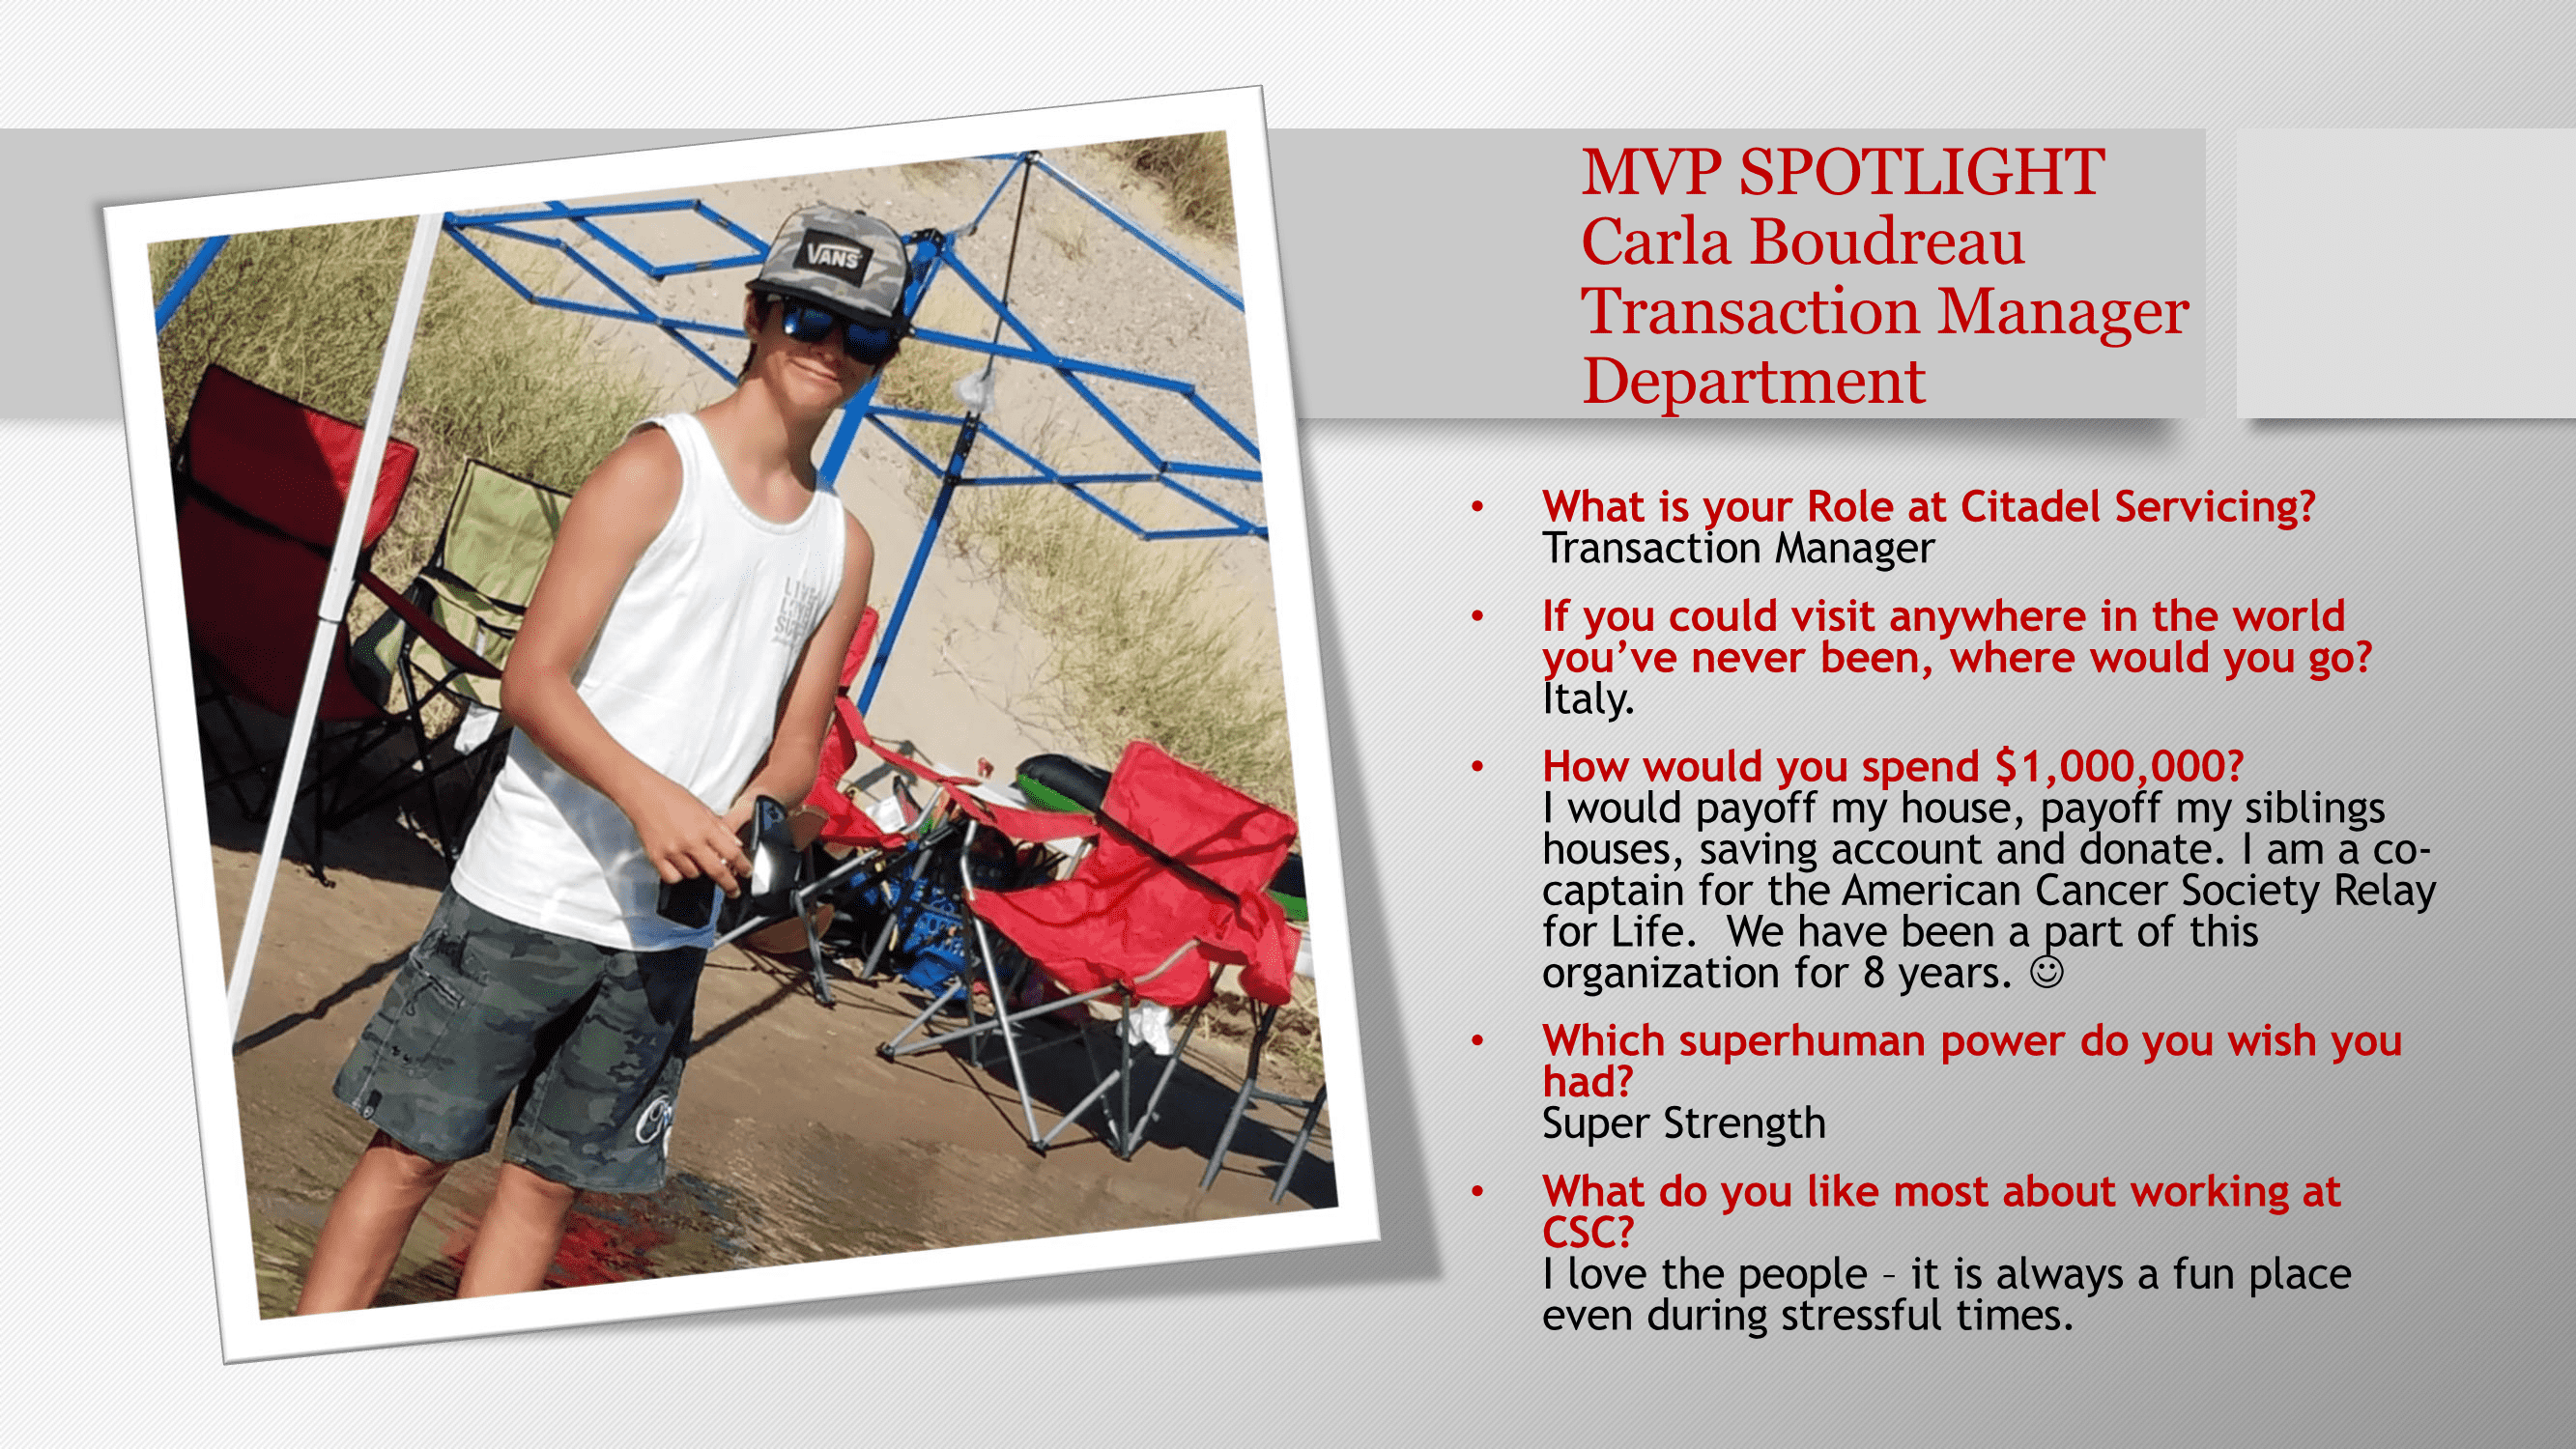 MVP SPOTLIGHT
Carla Boudreau
Transaction Manager
Department
VANS
• What is your Role at Citadel Servicing?
Transaction Manager
• If you could visit anywhere in the world
you’ve never been, where would you go?
Italy.
• How would you spend $1,000,000?
I would payoff my house, payoff my siblings
houses, saving account and donate. I am a co-
captain for the American Cancer Society Relay
for Life.  We have been a part of this
organization for 8 years. ☺
• Which superhuman power do you wish you
had?
Super Strength
• What do you like most about working at
CSC?
I love the people – it is always a fun place
even during stressful times.